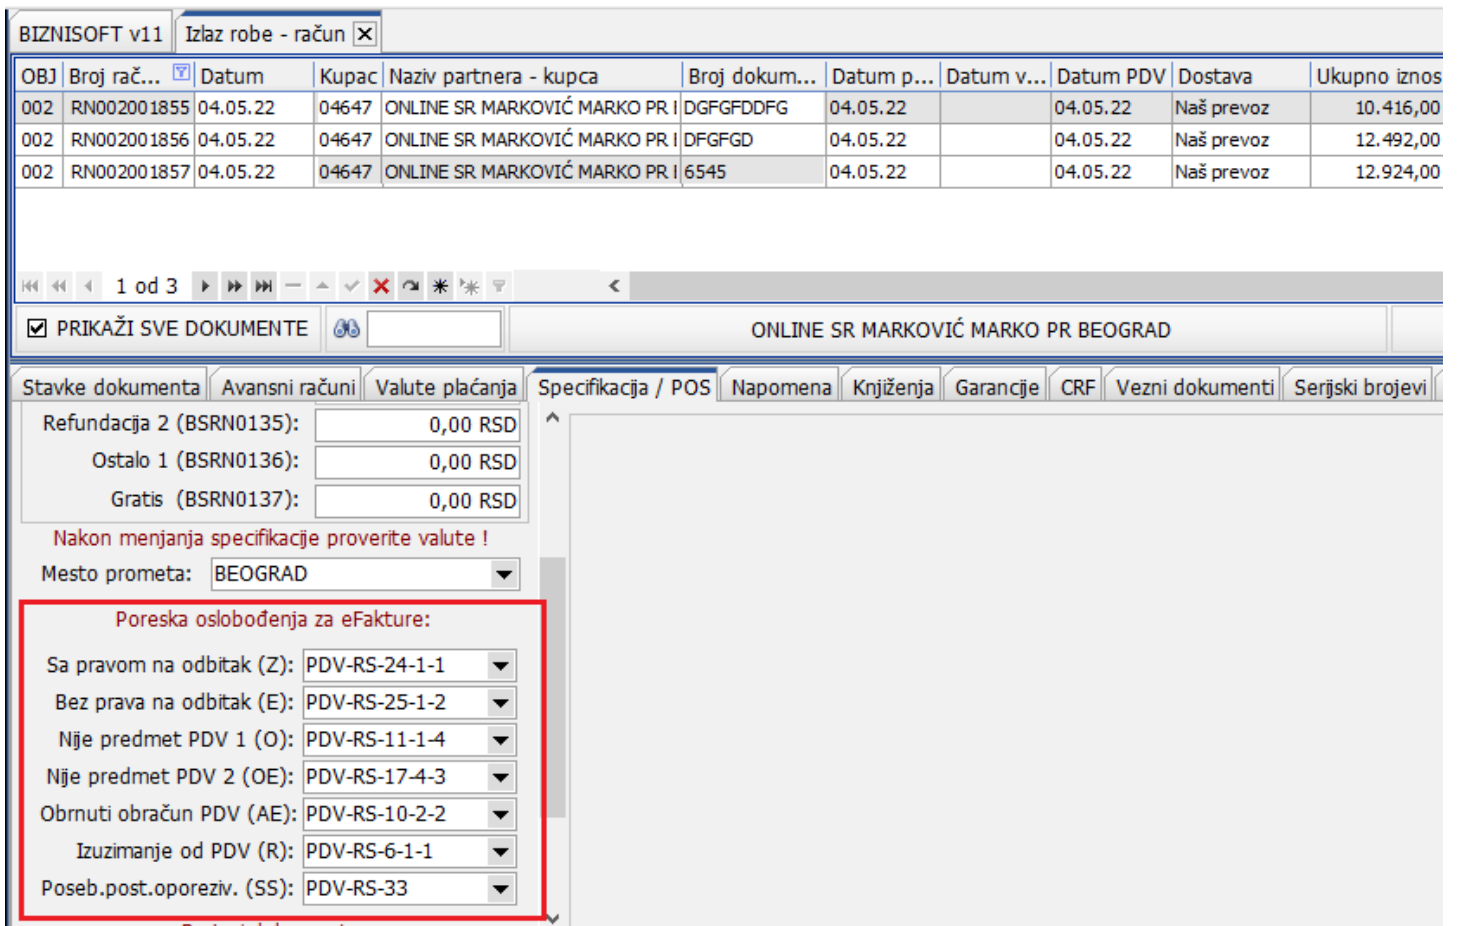 BIZNISOFT v11 Izlaz robe - račun
OBJ Broj rač... Datum Kupac Naziv partnera - kupca Broj dokum... Datum p... Datum v... Datum PDV Dostava Ukupno iznos
002 RN002001855 04.05.22 04647 ONLINE SR MARKOVIĆ MARKO PR DGFGFDDFG 04.05.22 04.05.22 Naš prevoz 10.416,00
002 RN002001856 04.05.22 04647 ONLINE SR MARKOVIĆ MARKO PR DFGFGD 04.05.22 04.05.22 Naš prevoz 12.492,00
002 RN002001857 04.05.22 04647 ONLINE SR MARKOVIĆ MARKO PR 6545 04.05.22 04.05.22 Naš prevoz 12.924,00
1 od 3
PRIKAŽI SVE DOKUMENTE ONLINE SR MARKOVIĆ MARKO PR BEOGRAD
Stavke dokumenta Avansni računi Valute plaćanja Specifikacija / POS Napomena Knjiženja Garancije CRF Vezni dokumenti Serijski brojevi
Refundacija 2 (BSRN0135): 0,00 RSD
Ostalo 1 (BSRN0136): 0,00 RSD
Gratis (BSRN0137): 0,00 RSD
Nakon menjanja specifikacije proverite valute !
Mesto prometa: BEOGRAD
Poreska oslobođenja za eFakture:
Sa pravom na odbitak (Z): PDV-RS-24-1-1
Bez prava na odbitak (E): PDV-RS-25-1-2
Nije predmet PDV 1 (O): PDV-RS-11-1-4
Nije predmet PDV 2 (OE): PDV-RS-17-4-3
Obrnuti obračun PDV (AE): PDV-RS-10-2-2
Izuzimanje od PDV (R): PDV-RS-6-1-1
Poseb.post.oporeziv. (SS): PDV-RS-33